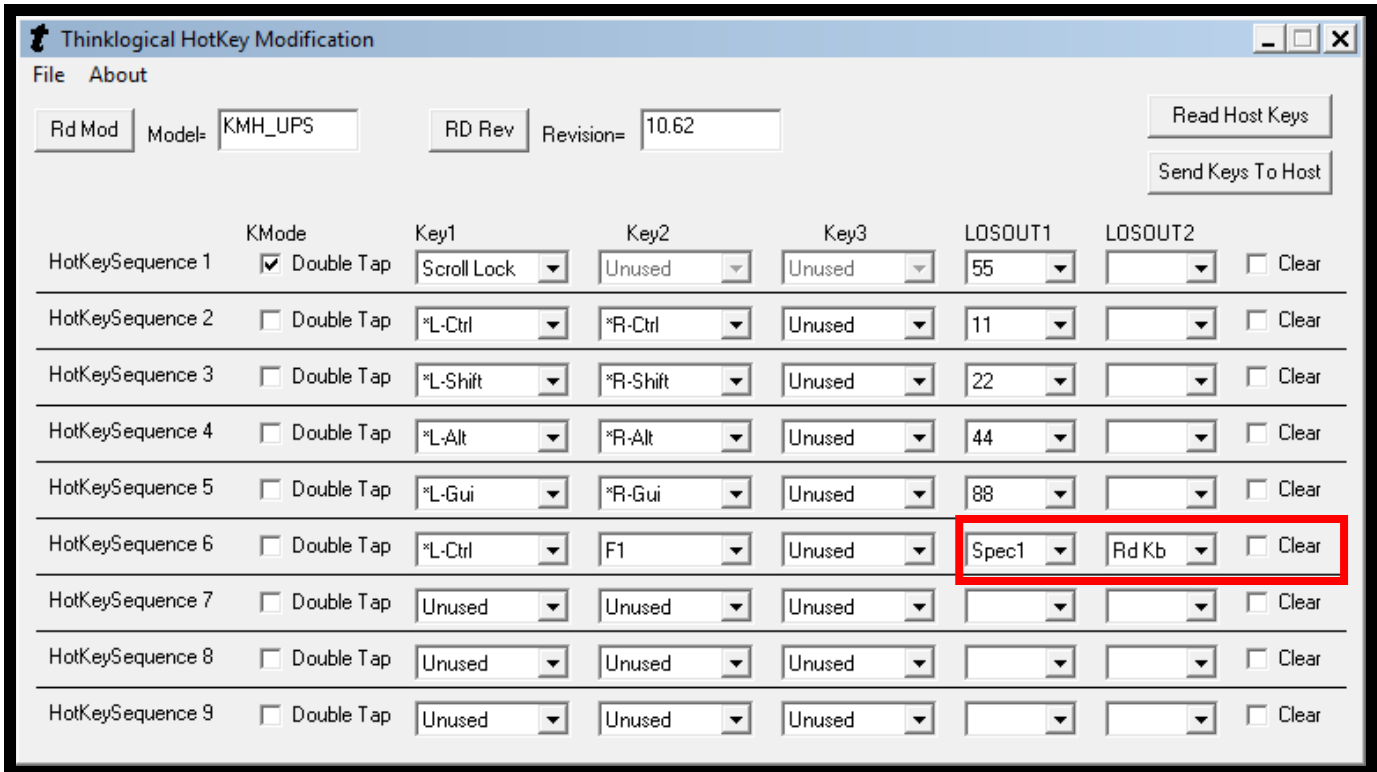 t Thinklogical HotKey Modification
File About
Rd Mod Model= KMH_UPS RD Rev Revision= 10.62 Read Host Keys
Send Keys To Host
KMode Key1 Key2 Key3 LOSOUT1 LOSOUT2
HotKeySequence 1 Double Tap Scroll Lock Unused Unused 55 Clear
HotKeySequence 2 Double Tap *L-Ctrl *R-Ctrl Unused 11 Clear
HotKeySequence 3 Double Tap *L-Shift *R-Shift Unused 22 Clear
HotKeySequence 4 Double Tap *L-Alt *R-Alt Unused 44 Clear
HotKeySequence 5 Double Tap *L-Gui *R-Gui Unused 88 Clear
HotKeySequence 6 Double Tap *L-Ctrl F1 Unused Spec1 Rd Kb Clear
HotKeySequence 7 Double Tap Unused Unused Unused Clear
HotKeySequence 8 Double Tap Unused Unused Unused Clear
HotKeySequence 9 Double Tap Unused Unused Unused Clear